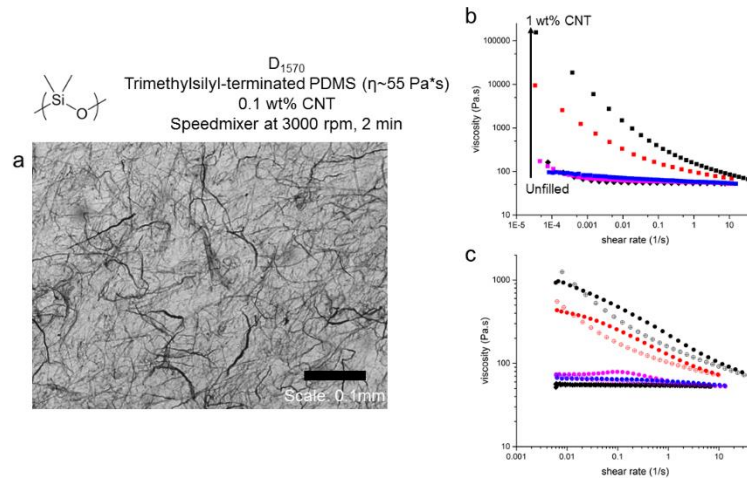 D1570
Trimethylsilyl-terminated PDMS (η~55 Pa*s)
0.1 wt% CNT
Speedmixer at 3000 rpm, 2 min
Si
O
a
Scale: 0.1mm
b
1 wt% CNT
Unfilled
viscosity (Pa.s)
100000
10000
1000
100
10
1E-5
1E-4
0.001
0.01
0.1
1
10
shear rate (1/s)
c
viscosity (Pa.s)
1000
100
10
0.001
0.01
0.1
1
10
shear rate (1/s)